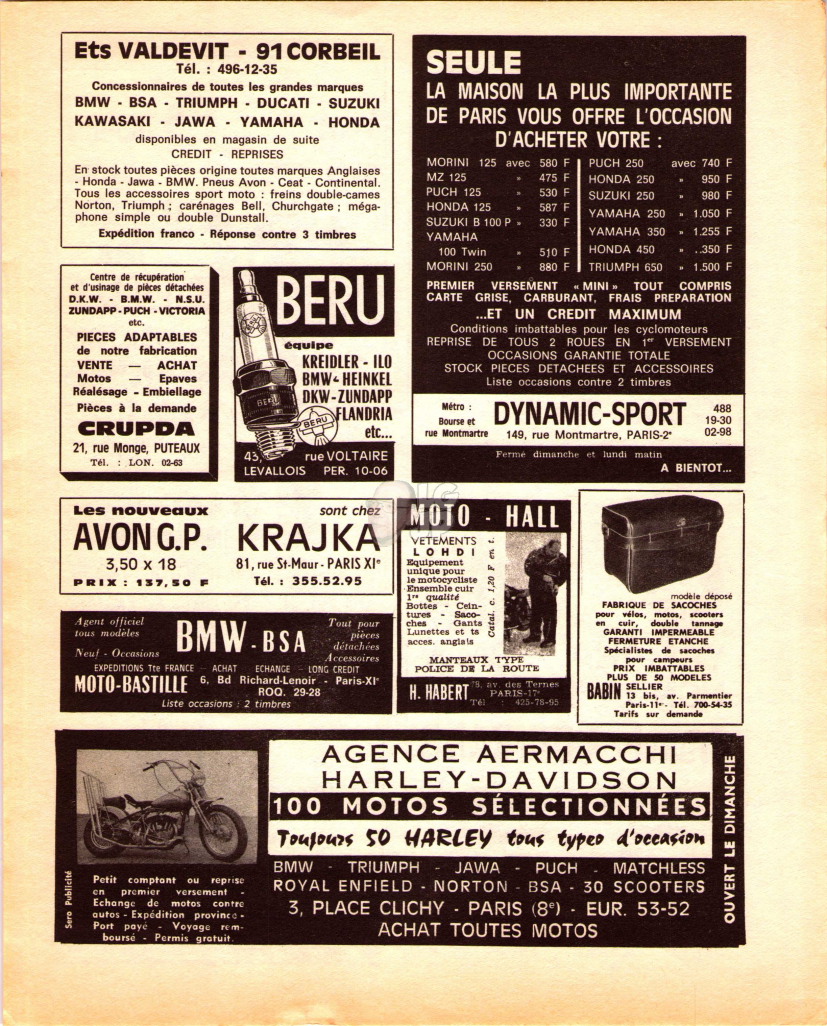 Ets VALDEVIT - 91 CORBEIL
Tél. : 496-12-35
Concessionnaires de toutes les grandes marques
BMW - BSA - TRIUMPH - DUCATI - SUZUKI
KAWASAKI - JAWA - YAMAHA - HONDA
disponibles en magasin de suite
CREDIT - REPRISES
En stock toutes pièces origine toutes marques Anglaises
- Honda - Jawa - BMW. Pneus Avon - Ceat - Continental.
Tous les accessoires sport moto : freins double-cames
Norton, Triumph ; carénages Bell, Churchgate ; méga-
phone simple ou double Dunstall.
Expédition franco - Réponse contre 3 timbres
SEULE
LA MAISON LA PLUS IMPORTANTE
DE PARIS VOUS OFFRE L'OCCASION
D'ACHETER VOTRE :
MORINI 125 avec 580 F
MZ 125 » 475 F
PUCH 125 » 530 F
HONDA 125 » 587 F
SUZUKI B 100 P » 330 F
YAMAHA
100 Twin » 510 F
MORINI 250 » 880 F
PUCH 250 avec 740 F
HONDA 250 » 950 F
SUZUKI 250 » 980 F
YAMAHA 250 » 1.050 F
YAMAHA 350 » 1.255 F
HONDA 450 » ..350 F
TRIUMPH 650 » 1.500 F
PREMIER VERSEMENT «MINI» TOUT COMPRIS
CARTE GRISE, CARBURANT, FRAIS PREPARATION
...ET UN CREDIT MAXIMUM
Conditions imbattables pour les cyclomoteurs
REPRISE DE TOUS 2 ROUES EN 1er VERSEMENT
OCCASIONS GARANTIE TOTALE
STOCK PIECES DETACHEES ET ACCESSOIRES
Liste occasions contre 2 timbres
Métro :
Bourse et
rue Montmartre
DYNAMIC-SPORT
149, rue Montmartre, PARIS-2e
488
19-30
02-98
Fermé dimanche et lundi matin
A BIENTOT...
Centre de récupération
et d'usinage de pièces détachées
D.K.W. - B.M.W. - N.S.U.
ZUNDAPP - PUCH - VICTORIA
etc.
PIECES ADAPTABLES
de notre fabrication
VENTE — ACHAT
Motos — Epaves
Réalésage - Embiellage
Pièces à la demande
CRUPDA
21, rue Monge, PUTEAUX
Tél. : LON. 02-63
BERU
équipe
KREIDLER - ILO
BMW - HEINKEL
DKW - ZUNDAPP
FLANDRIA
etc...
BERU
BERU
43, rue VOLTAIRE
LEVALLOIS PER. 10-06
Les nouveaux
AVON G.P.
3,50 x 18
PRIX : 137,50 F
sont chez
KRAJKA
81, rue St-Maur - PARIS XIe
Tél. : 355.52.95
MOTO - HALL
VETEMENTS
LOHDI
Equipement
unique pour
le motocycliste
Ensemble cuir
1re qualité
Bottes - Cein-
tures - Saco-
ches - Gants
Lunettes et ts
acces. anglais
Catal. c. 1,20 F en t.
MANTEAUX TYPE
POLICE DE LA ROUTE
H. HABERT
78, av. des Ternes
PARIS-17e
Tél : 425-78-95
modèle déposé
FABRIQUE DE SACOCHES
pour vélos, motos, scooters
en cuir, double tannage
GARANTI IMPERMEABLE
FERMETURE ETANCHE
Spécialistes de sacoches
pour campeurs
PRIX IMBATTABLES
PLUS DE 50 MODELES
BABIN SELLIER
13 bis, av. Parmentier
Paris-11e - Tél. 700-54-35
Tarifs sur demande
Agent officiel
tous modèles
Neuf - Occasions
BMW - BSA
Tout pour
pièces
détachées
Accessoires
EXPEDITIONS Tte FRANCE - ACHAT ECHANGE - LONG CREDIT
MOTO-BASTILLE 6, Bd Richard-Lenoir - Paris-XIe
ROQ. 29-28
Liste occasions : 2 timbres
AGENCE AERMACCHI
HARLEY-DAVIDSON
100 MOTOS SÉLECTIONNÉES
Toujours 50 HARLEY tous types d'occasion
BMW - TRIUMPH - JAWA - PUCH - MATCHLESS
ROYAL ENFIELD - NORTON - BSA - 30 SCOOTERS
3, PLACE CLICHY - PARIS (8e) - EUR. 53-52
ACHAT TOUTES MOTOS
OUVERT LE DIMANCHE
Petit comptant ou reprise
en premier versement -
Echange de motos contre
autos - Expédition province -
Port payé - Voyage rem-
boursé - Permis gratuit.
Sera Publicité